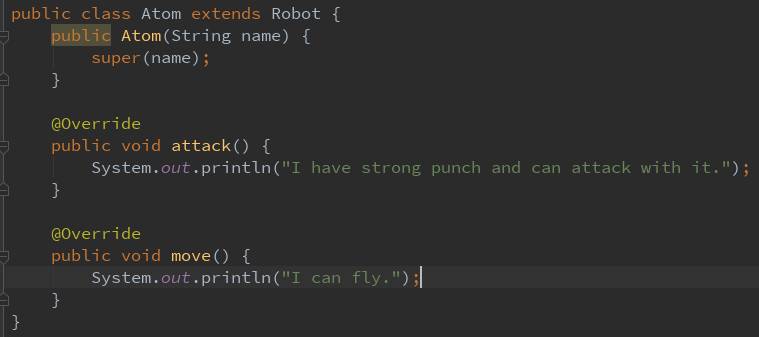 public class Atom extends Robot {
    public Atom(String name) {
        super(name);
    }

    @Override
    public void attack() {
        System.out.println("I have strong punch and can attack with it.");
    }

    @Override
    public void move() {
        System.out.println("I can fly.");
    }
}